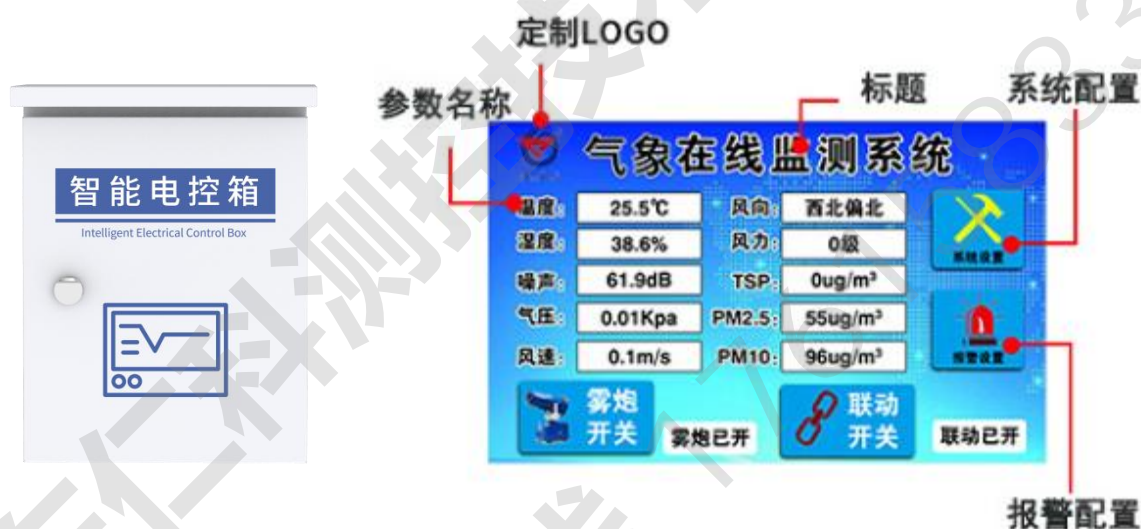 定制LOGO
参数名称
标题
系统配置
智能电控箱
Intelligent Electrical Control Box
气象在线监测系统
温度: 25.5℃ 风向: 西北偏北
湿度: 38.6% 风力: 0级
系统设置
噪声: 61.9dB TSP: 0ug/m³
气压: 0.01Kpa PM2.5: 55ug/m³
风速: 0.1m/s PM10: 96ug/m³
报警设置
雾炮
开关
雾炮已开
联动
开关
联动已开
报警配置